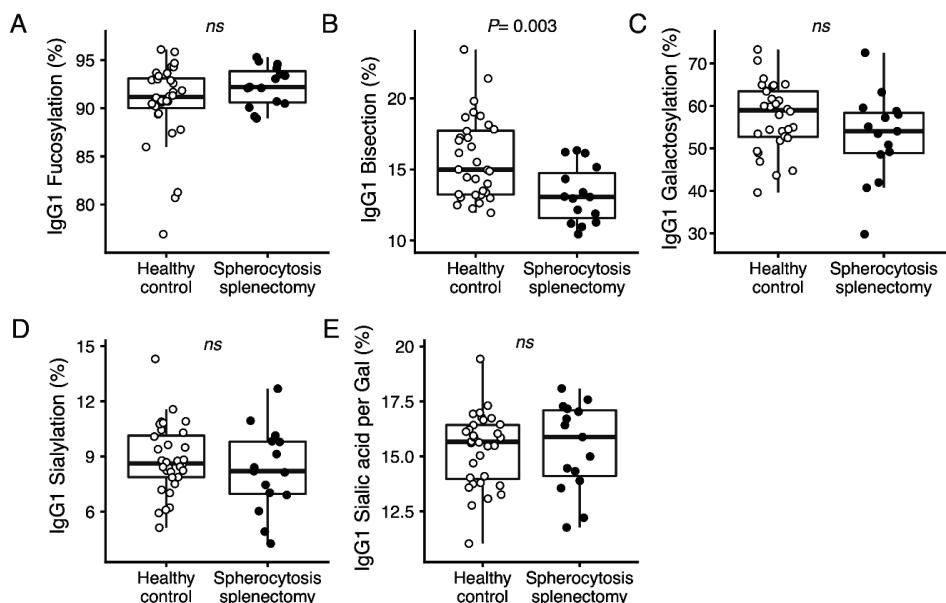 A
ns
IgG1 Fucosylation (%)
95
90
85
80
Healthy
control
Spherocytosis
splenectomy
B
P= 0.003
IgG1 Bisection (%)
20
15
10
Healthy
control
Spherocytosis
splenectomy
C
ns
IgG1 Galactosylation (%)
70
60
50
40
30
Healthy
control
Spherocytosis
splenectomy
D
ns
IgG1 Sialylation (%)
15
12
9
6
Healthy
control
Spherocytosis
splenectomy
E
ns
IgG1 Sialic acid per Gal (%)
20
17.5
15.0
12.5
Healthy
control
Spherocytosis
splenectomy